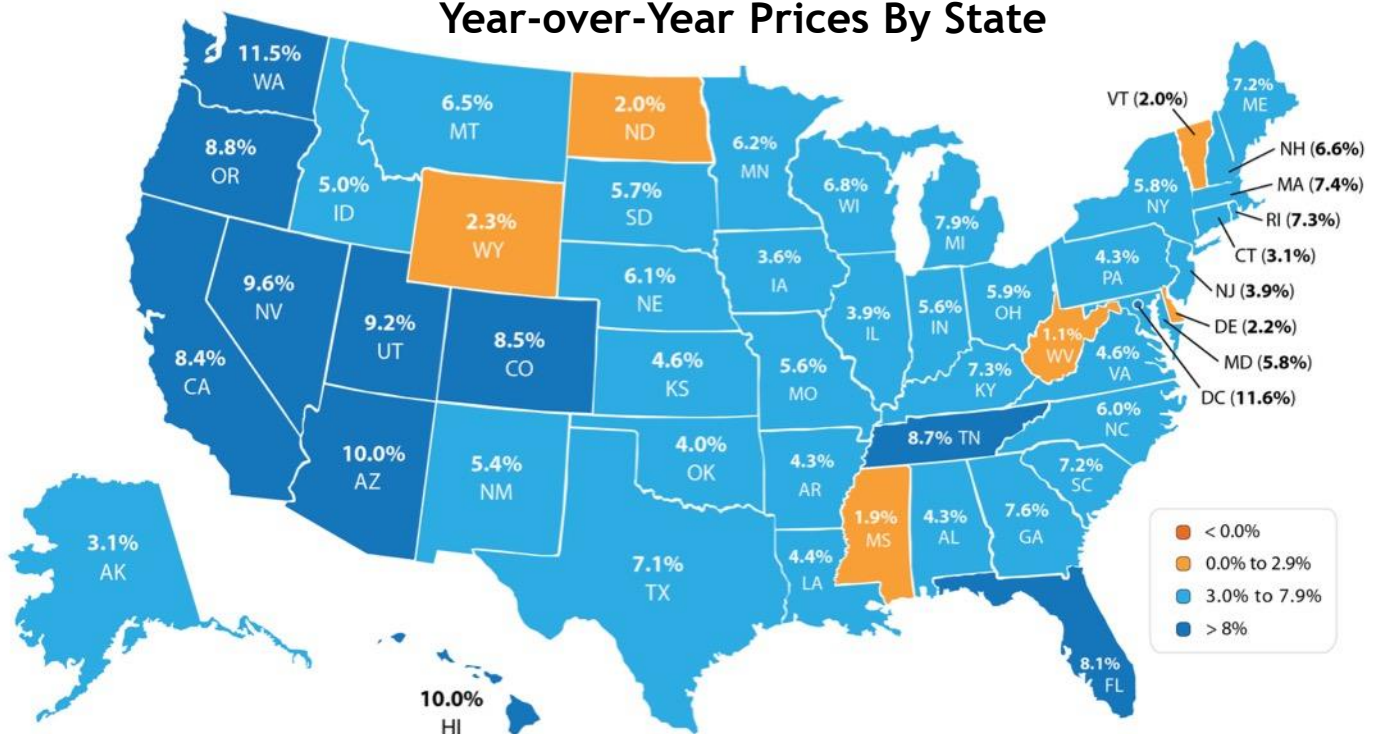 Year-over-Year Prices By State
11.5%
WA
8.8%
OR
8.4%
CA
9.6%
NV
5.0%
ID
6.5%
MT
2.3%
WY
9.2%
UT
8.5%
CO
10.0%
AZ
5.4%
NM
2.0%
ND
5.7%
SD
6.1%
NE
4.6%
KS
4.0%
OK
7.1%
TX
6.2%
MN
3.6%
IA
5.6%
MO
4.3%
AR
4.4%
LA
6.8%
WI
3.9%
IL
7.9%
MI
5.6%
IN
5.9%
OH
7.3%
KY
8.7% TN
1.9%
MS
4.3%
AL
7.6%
GA
8.1%
FL
7.2%
SC
6.0%
NC
4.6%
VA
1.1%
WV
4.3%
PA
5.8%
NY
7.2%
ME
VT (2.0%)
NH (6.6%)
MA (7.4%)
RI (7.3%)
CT (3.1%)
NJ (3.9%)
DE (2.2%)
MD (5.8%)
DC (11.6%)
3.1%
AK
10.0%
HI
< 0.0%
0.0% to 2.9%
3.0% to 7.9%
> 8%